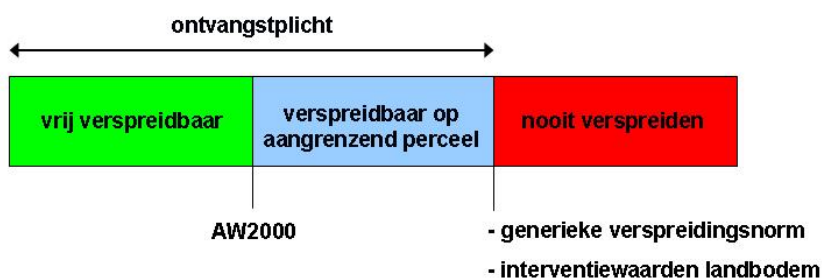 ontvangstplicht
vrij verspreidbaar
verspreidbaar op
aangrenzend perceel
nooit verspreiden
AW2000
- generieke verspreidingsnorm
- interventiewaarden landbodem